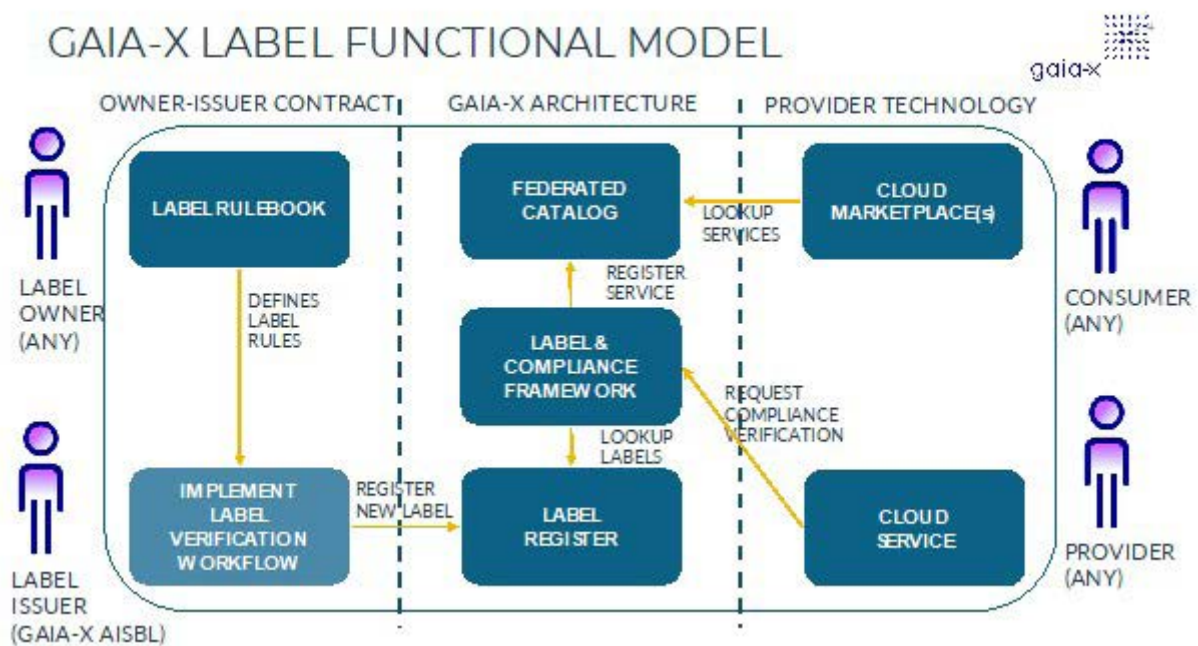 GAIA-X LABEL FUNCTIONAL MODEL
gaia-x
OWNER-ISSUER CONTRACT
GAIA-X ARCHITECTURE
PROVIDER TECHNOLOGY
LABEL RULEBOOK
FEDERATED
CATALOG
CLOUD
MARKETPLACE(s)
LOOKUP
SERVICES
LABEL
OWNER
(ANY)
DEFINES
LABEL
RULES
REGISTER
SERVICE
CONSUMER
(ANY)
LABEL &
COMPLIANCE
FRAMEWORK
REQUEST
COMPLIANCE
VERIFICATION
LOOKUP
LABELS
IMPLEMENT
LABEL
VERIFICATION
WORKFLOW
REGISTER
NEW LABEL
LABEL
REGISTER
CLOUD
SERVICE
PROVIDER
(ANY)
LABEL
ISSUER
(GAIA-X AISBL)